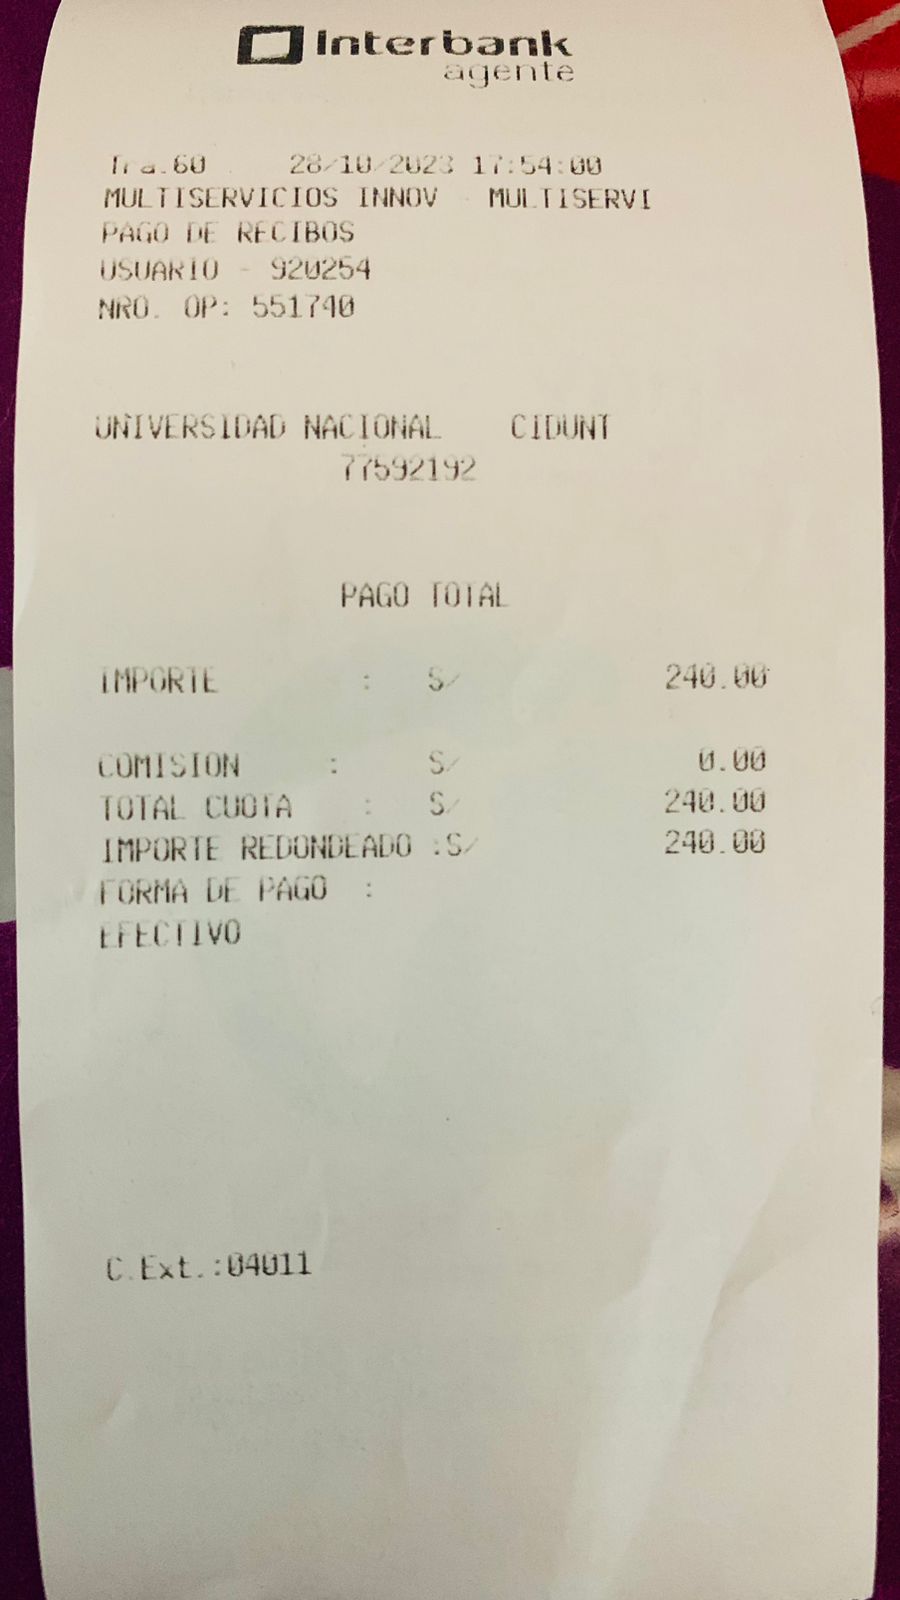 Interbank
agente
Tra.60 28/10/2023 17:54:00
MULTISERVICIOS INNOV - MULTISERVI
PAGO DE RECIBOS
USUARIO - 920254
NRO. OP: 551740
UNIVERSIDAD NACIONAL CIDUNT
77592192
PAGO TOTAL
IMPORTE : S/ 240.00
COMISION : S/ 0.00
TOTAL CUOTA : S/ 240.00
IMPORTE REDONDEADO :S/ 240.00
FORMA DE PAGO :
EFECTIVO
C.Ext.:04011